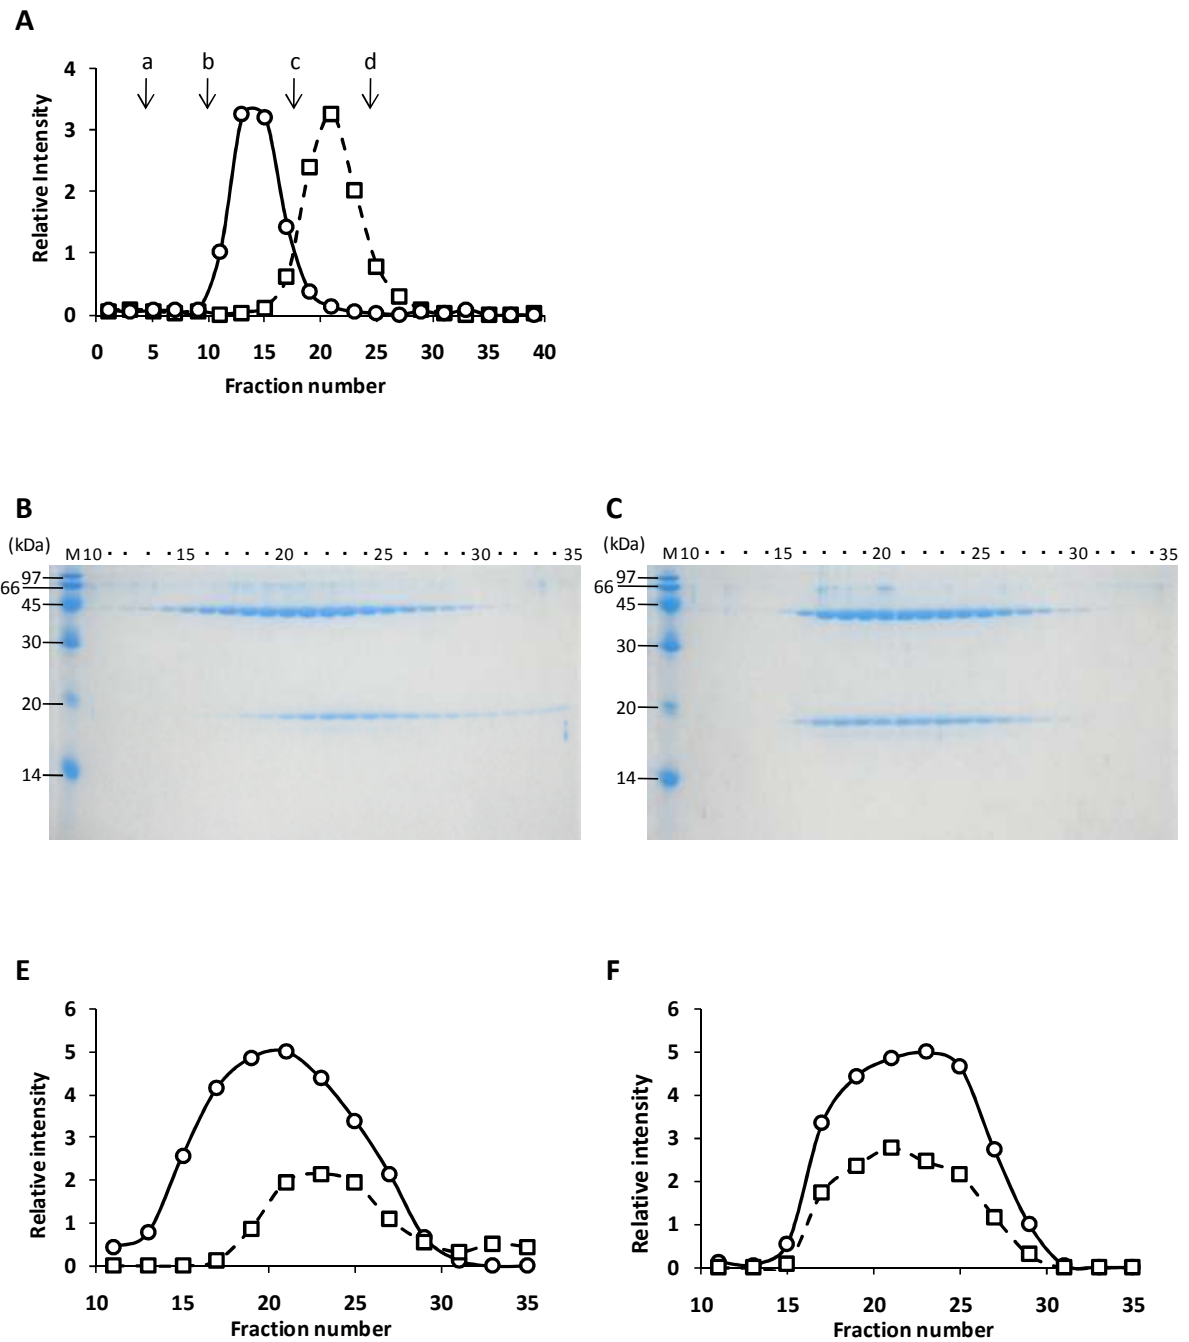 A
a b c d
4
3
2
1
0
Relative Intensity
0 5 10 15 20 25 30 35 40
Fraction number
B
(kDa) M 10 · · · · 15 · · · · 20 · · · · 25 · · · · 30 · · · · 35
97
66
45
30
20
14
C
(kDa) M 10 · · · · 15 · · · · 20 · · · · 25 · · · · 30 · · · · 35
97
66
45
30
20
14
E
6
5
4
3
2
1
0
Relative intensity
10 15 20 25 30 35
Fraction number
F
6
5
4
3
2
1
0
Relative intensity
10 15 20 25 30 35
Fraction number